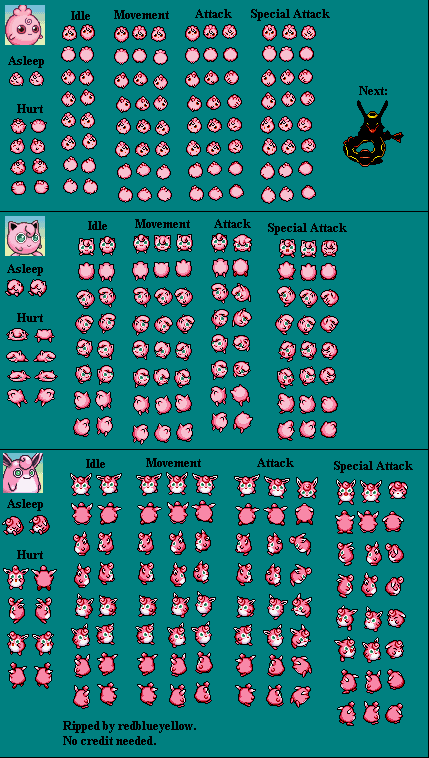 Idle Movement Attack Special Attack
Asleep
Next:
Hurt
Idle Movement Attack Special Attack
Asleep
Hurt
Idle Movement Attack Special Attack
Asleep
Hurt
Ripped by redblueyellow.
No credit needed.